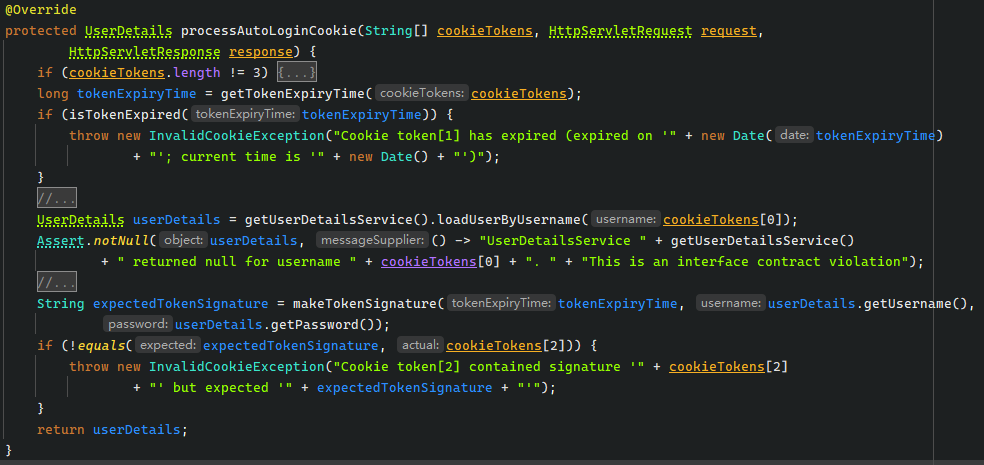 @Override
protected UserDetails processAutoLoginCookie(String[] cookieTokens, HttpServletRequest request,
HttpServletResponse response) {
if (cookieTokens.length != 3) {...}
long tokenExpiryTime = getTokenExpiryTime( cookieTokens: cookieTokens);
if (isTokenExpired( tokenExpiryTime: tokenExpiryTime)) {
throw new InvalidCookieException("Cookie token[1] has expired (expired on '" + new Date( date: tokenExpiryTime)
+ "'; current time is '" + new Date() + "')");
}
//...
UserDetails userDetails = getUserDetailsService().loadUserByUsername( username: cookieTokens[0]);
Assert.notNull( object: userDetails, messageSupplier: () -> "UserDetailsService " + getUserDetailsService()
+ " returned null for username " + cookieTokens[0] + ". " + "This is an interface contract violation");
//...
String expectedTokenSignature = makeTokenSignature( tokenExpiryTime: tokenExpiryTime, username: userDetails.getUsername(),
password: userDetails.getPassword());
if (!equals( expected: expectedTokenSignature, actual: cookieTokens[2])) {
throw new InvalidCookieException("Cookie token[2] contained signature '" + cookieTokens[2]
+ "' but expected '" + expectedTokenSignature + "'");
}
return userDetails;
}